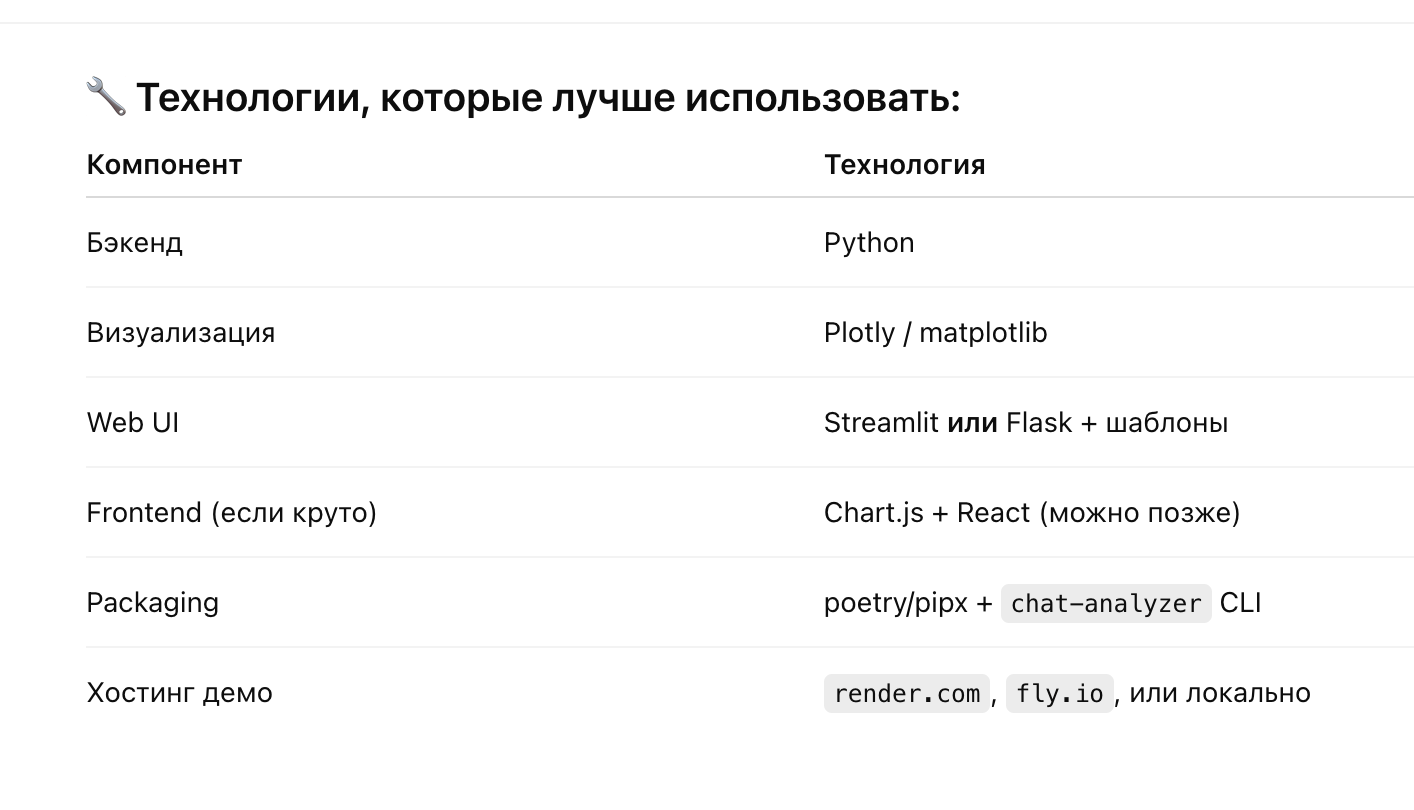 🔧 Технологии, которые лучше использовать:
Компонент Технология
Бэкенд Python
Визуализация Plotly / matplotlib
Web UI Streamlit или Flask + шаблоны
Frontend (если круто) Chart.js + React (можно позже)
Packaging poetry/pipx + chat-analyzer CLI
Хостинг демо render.com, fly.io, или локально